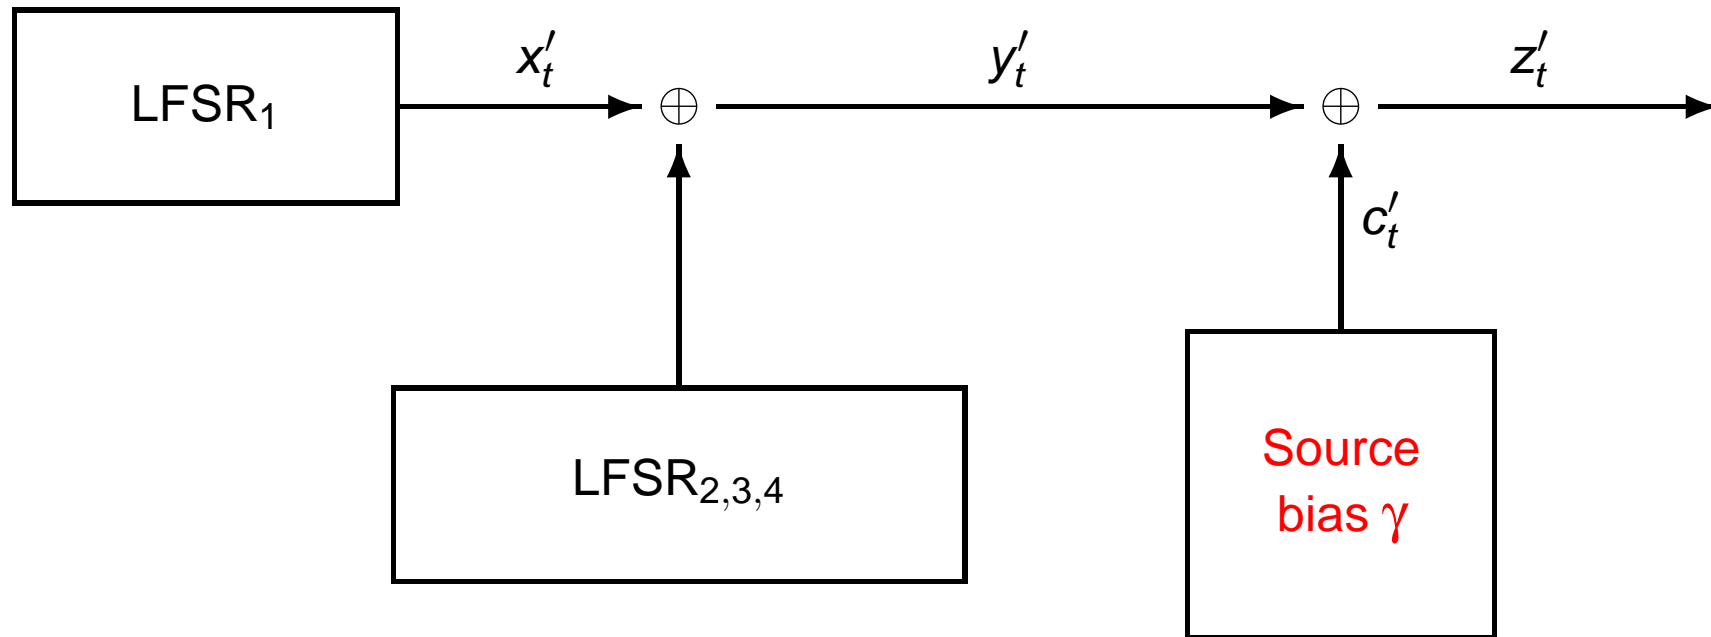 x′ₜ
y′ₜ
z′ₜ
LFSR₁
c′ₜ
LFSR₂,₃,₄
Source
bias γ